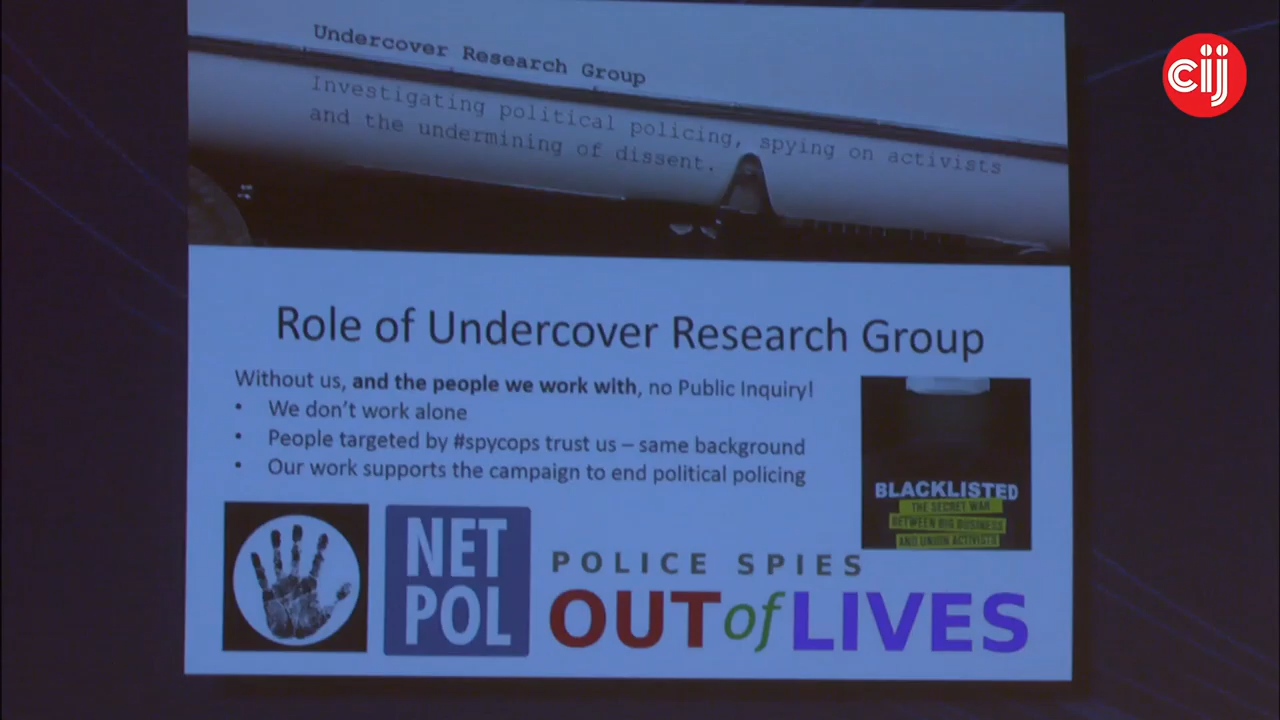 Undercover Research Group
Investigating political policing, spying on activists
and the undermining of dissent.
cij
Role of Undercover Research Group
Without us, and the people we work with, no Public Inquiry!
• We don't work alone
• People targeted by #spycops trust us – same background
• Our work supports the campaign to end political policing
BLACKLISTED
THE SECRET WAR
BETWEEN BIG BUSINESS
AND UNION ACTIVISTS
NET
POL
POLICE SPIES
OUT of LIVES